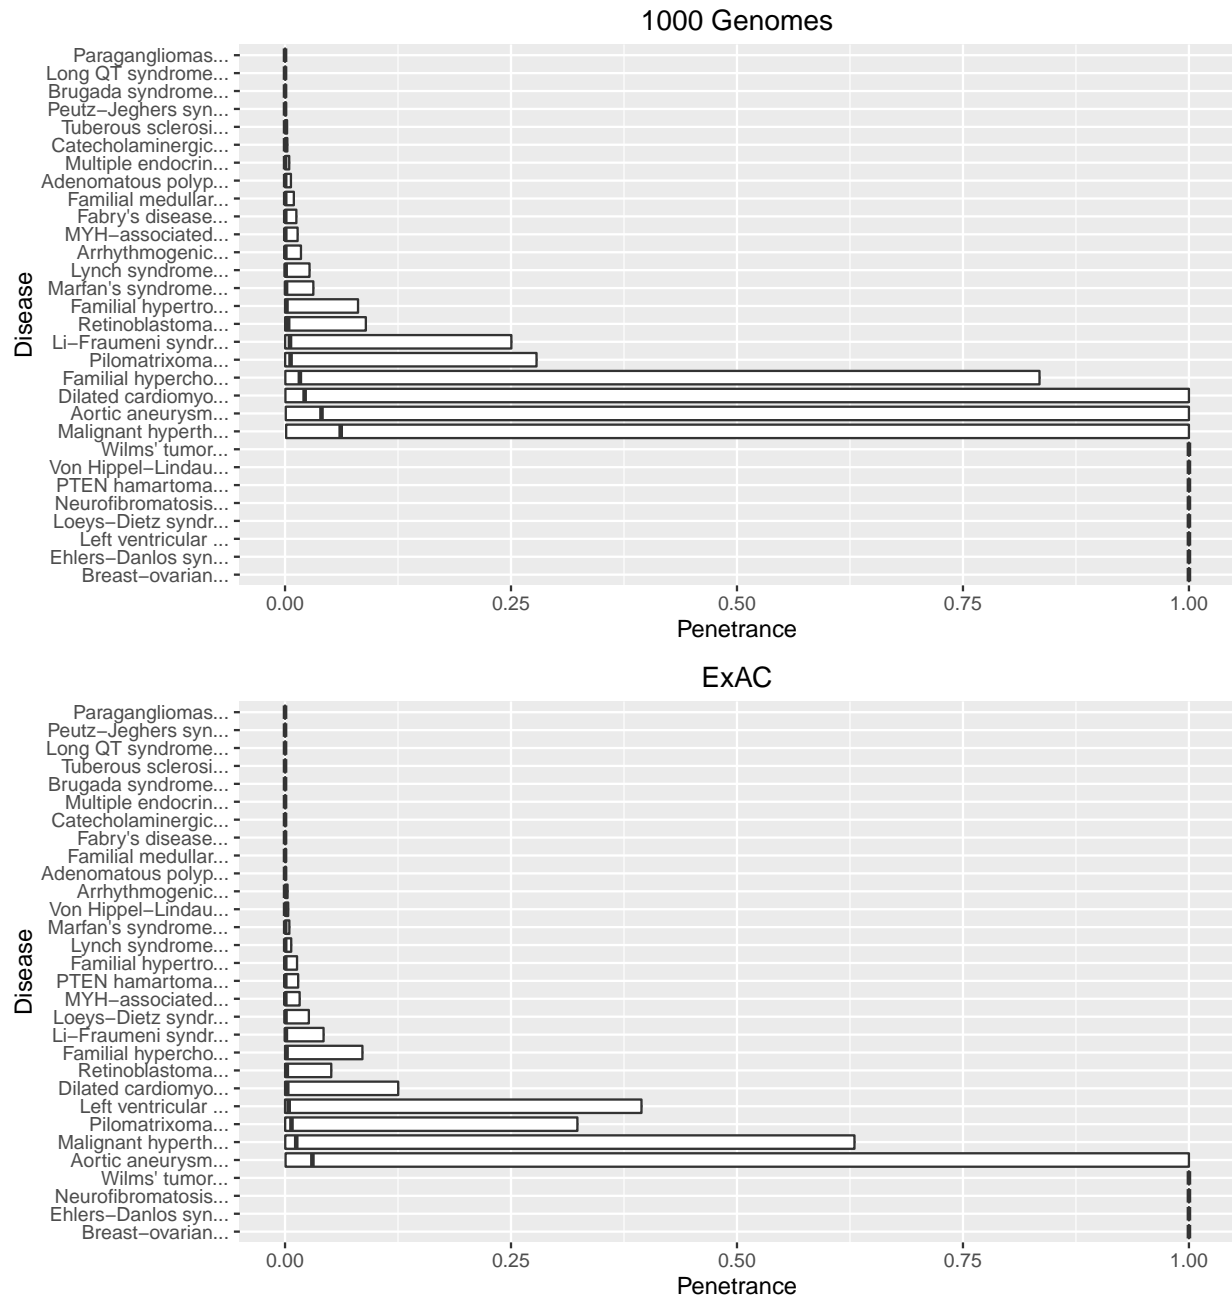 1000 Genomes
Disease
Paragangliomas...
Long QT syndrome...
Brugada syndrome...
Peutz−Jeghers syn...
Tuberous sclerosi...
Catecholaminergic...
Multiple endocrin...
Adenomatous polyp...
Familial medullar...
Fabry's disease...
MYH−associated...
Arrhythmogenic...
Lynch syndrome...
Marfan's syndrome...
Familial hypertro...
Retinoblastoma...
Li−Fraumeni syndr...
Pilomatrixoma...
Familial hypercho...
Dilated cardiomyo...
Aortic aneurysm...
Malignant hyperth...
Wilms' tumor...
Von Hippel−Lindau...
PTEN hamartoma...
Neurofibromatosis...
Loeys−Dietz syndr...
Left ventricular ...
Ehlers−Danlos syn...
Breast−ovarian...
0.00 0.25 0.50 0.75 1.00
Penetrance
ExAC
Disease
Paragangliomas...
Peutz−Jeghers syn...
Long QT syndrome...
Tuberous sclerosi...
Brugada syndrome...
Multiple endocrin...
Catecholaminergic...
Fabry's disease...
Familial medullar...
Adenomatous polyp...
Arrhythmogenic...
Von Hippel−Lindau...
Marfan's syndrome...
Lynch syndrome...
Familial hypertro...
PTEN hamartoma...
MYH−associated...
Loeys−Dietz syndr...
Li−Fraumeni syndr...
Familial hypercho...
Retinoblastoma...
Dilated cardiomyo...
Left ventricular ...
Pilomatrixoma...
Malignant hyperth...
Aortic aneurysm...
Wilms' tumor...
Neurofibromatosis...
Ehlers−Danlos syn...
Breast−ovarian...
0.00 0.25 0.50 0.75 1.00
Penetrance